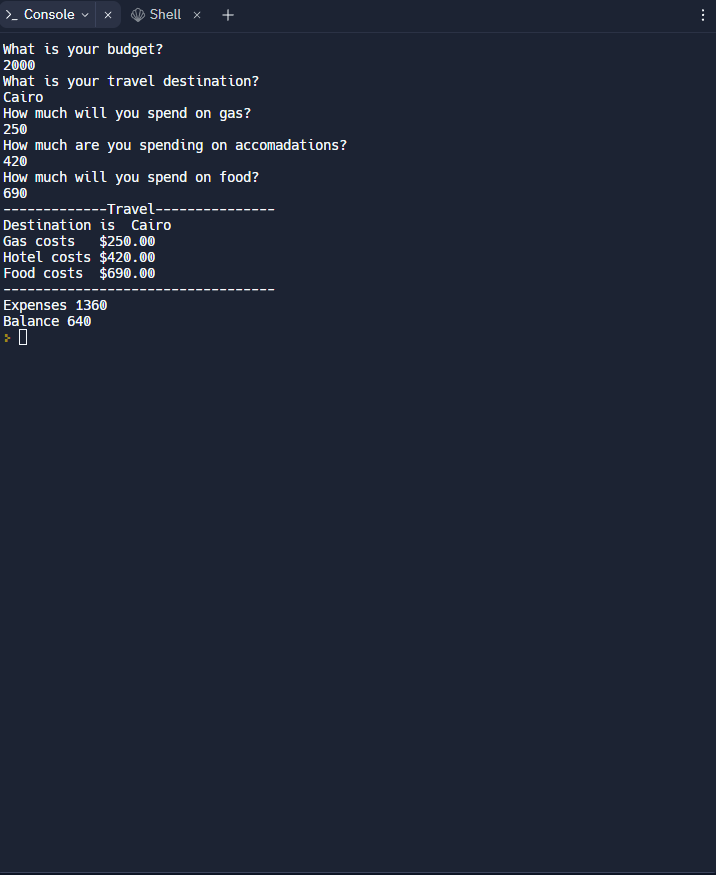 >_ Console
Shell
What is your budget?
2000
What is your travel destination?
Cairo
How much will you spend on gas?
250
How much are you spending on accomadations?
420
How much will you spend on food?
690
-------------Travel---------------
Destination is  Cairo
Gas costs   $250.00
Hotel costs $420.00
Food costs  $690.00
----------------------------------
Expenses 1360
Balance 640